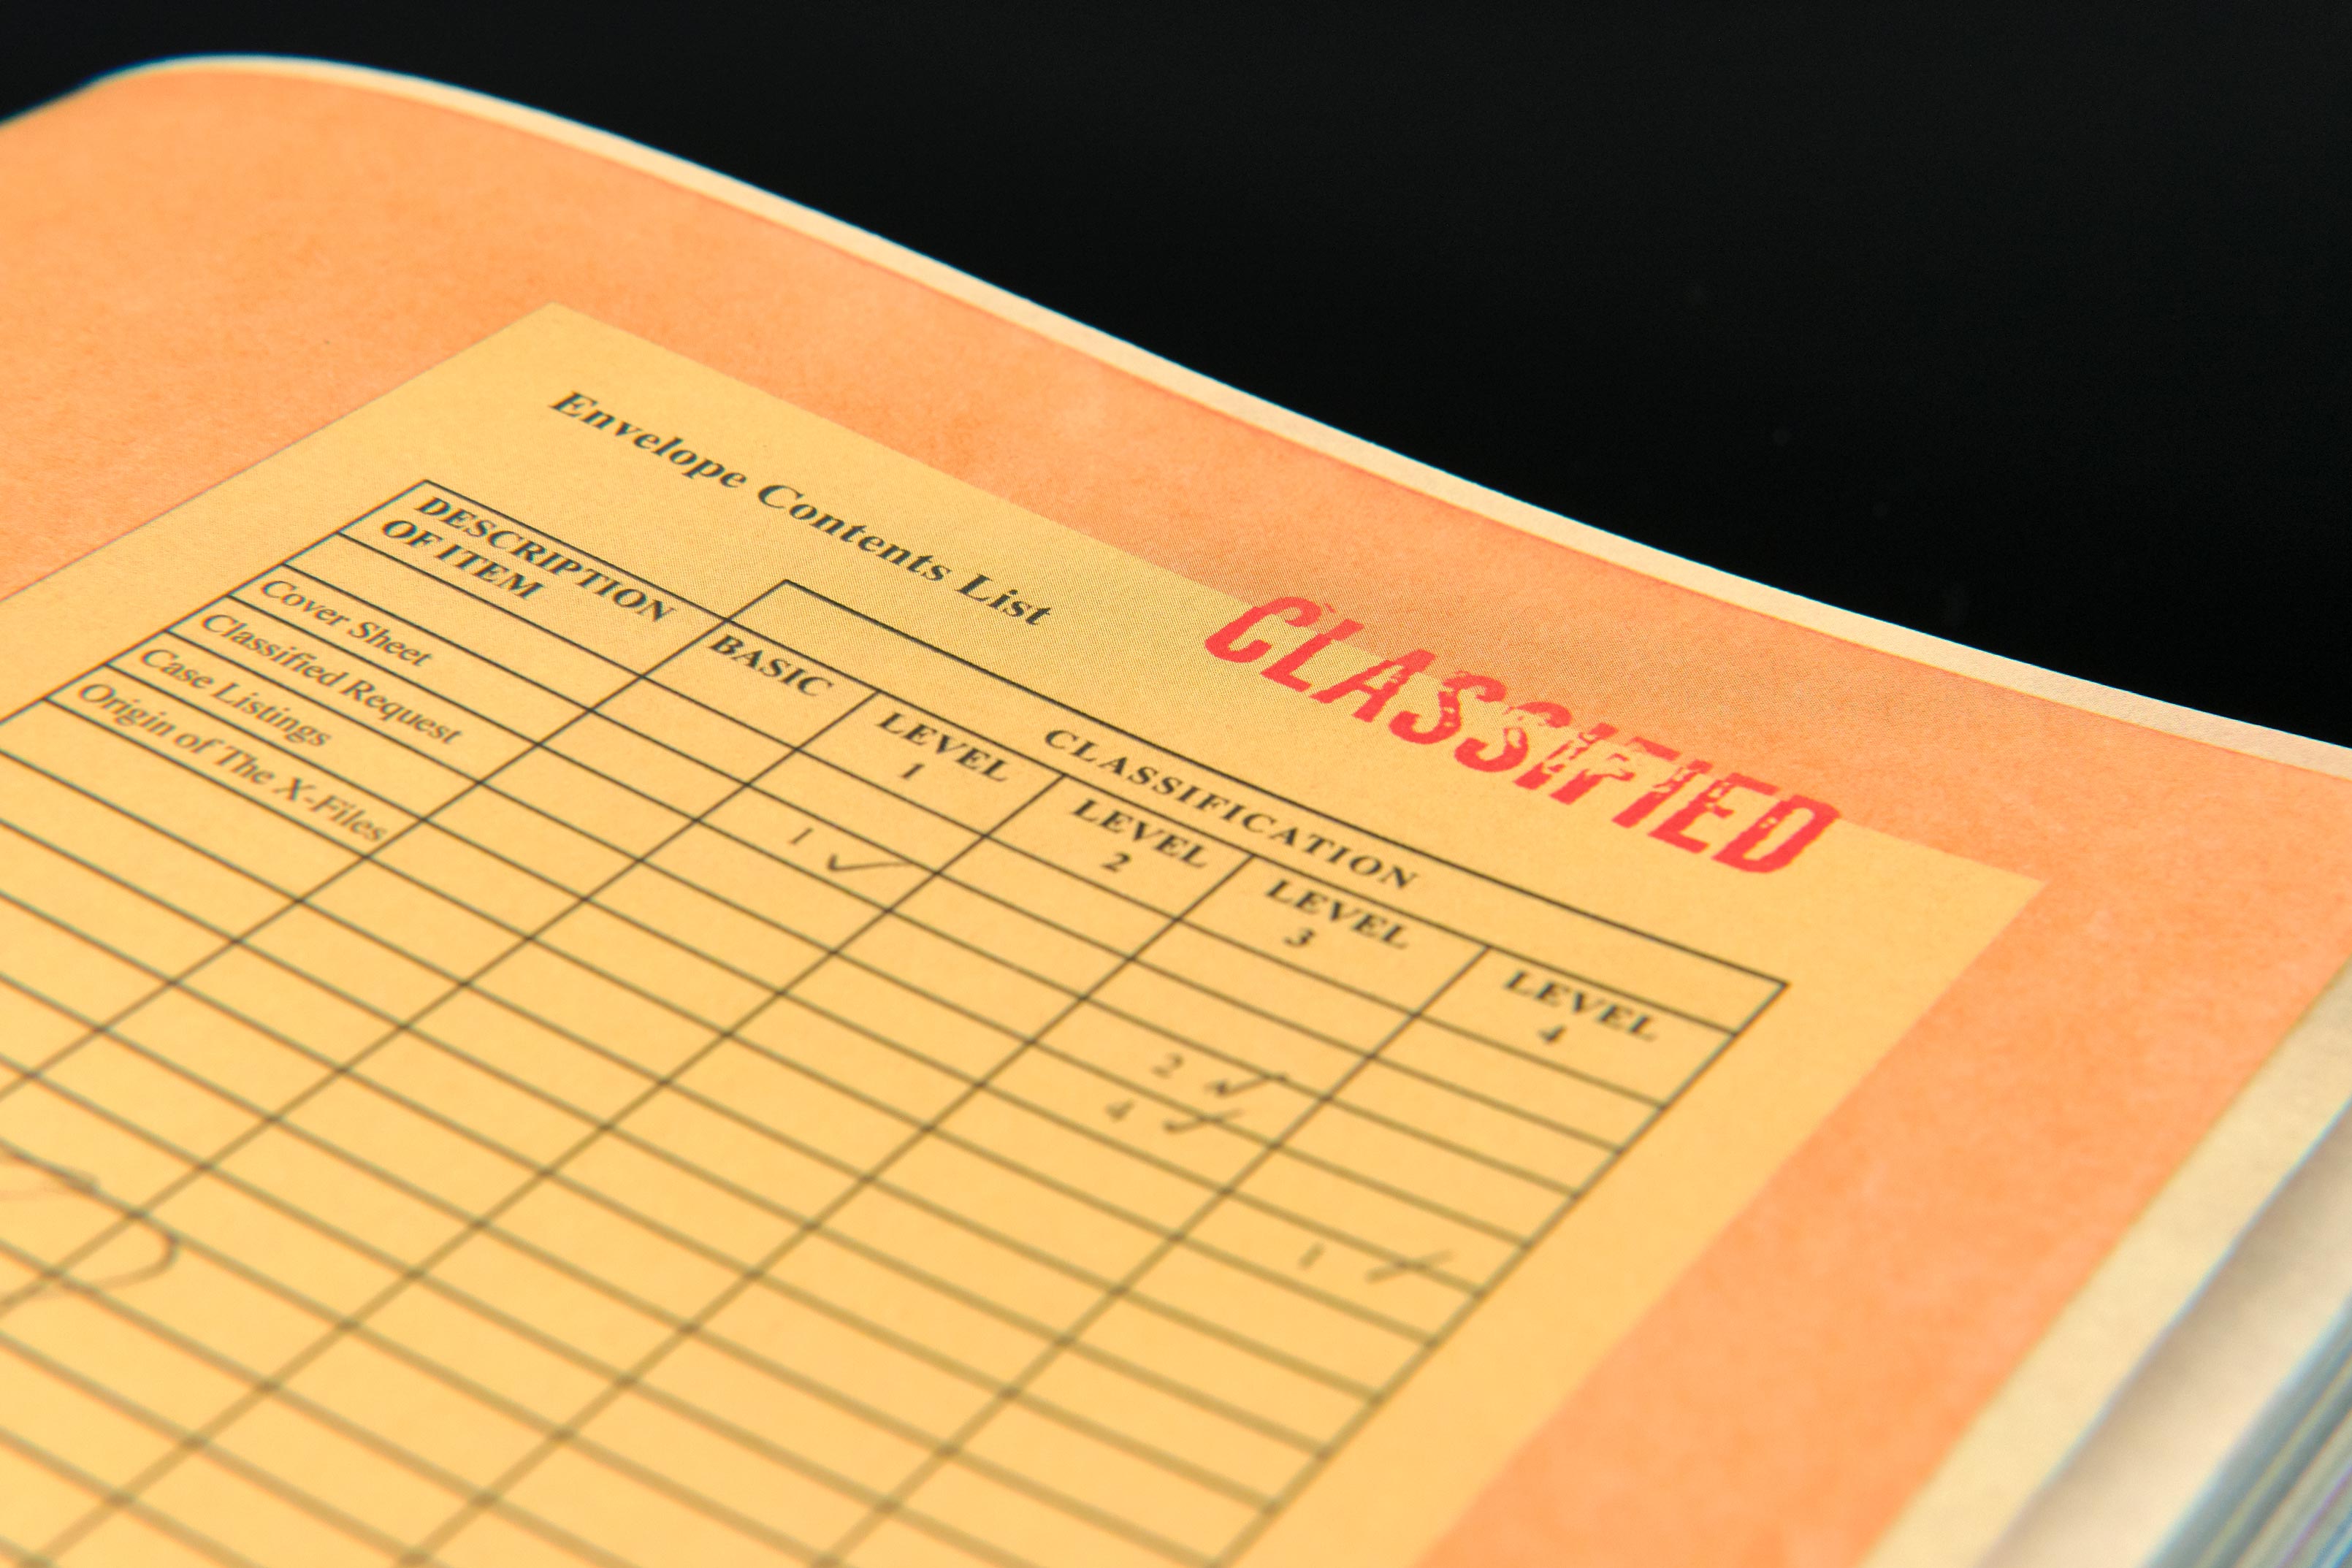 Envelope Contents List
CLASSIFIED
DESCRIPTION
OF ITEM
CLASSIFICATION
BASIC
LEVEL
1
LEVEL
2
LEVEL
3
LEVEL
4
Cover Sheet
1 ✓
Classified Request
2 ✓
Case Listings
4 ✓
Origin of The X-Files
1 ✓